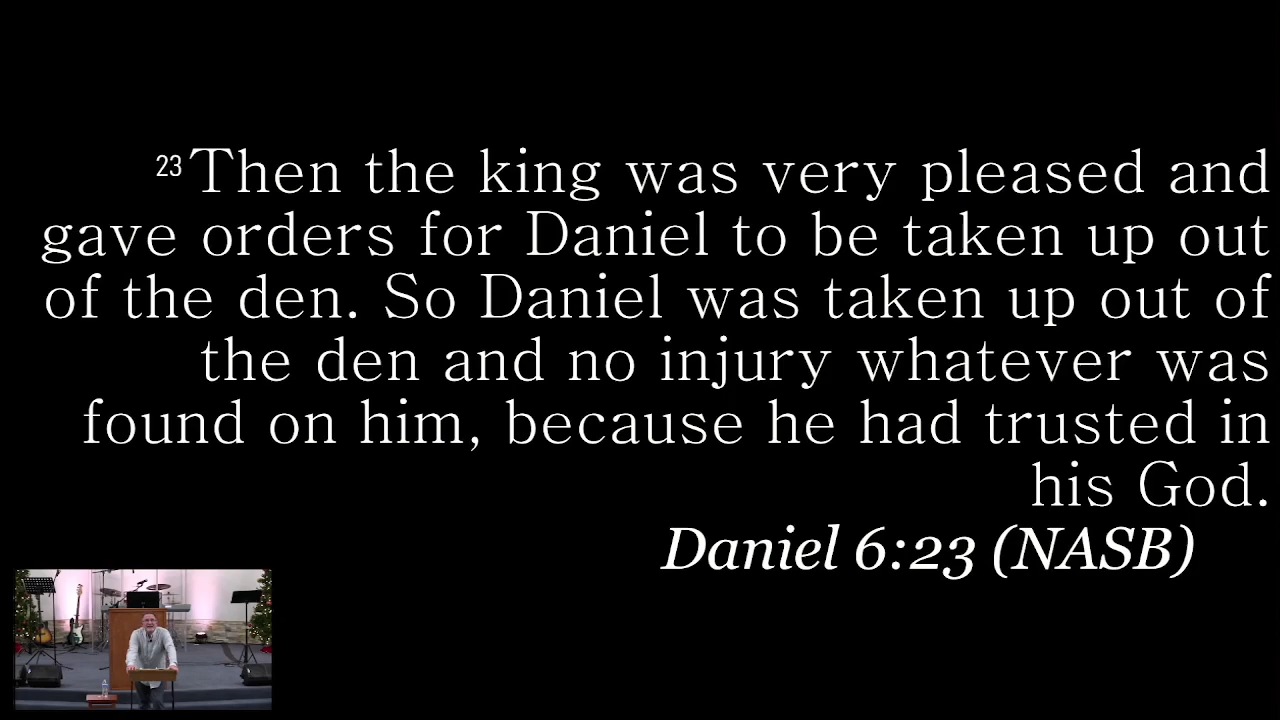 23 Then the king was very pleased and
gave orders for Daniel to be taken up out
of the den. So Daniel was taken up out of
the den and no injury whatever was
found on him, because he had trusted in
his God.
Daniel 6:23 (NASB)